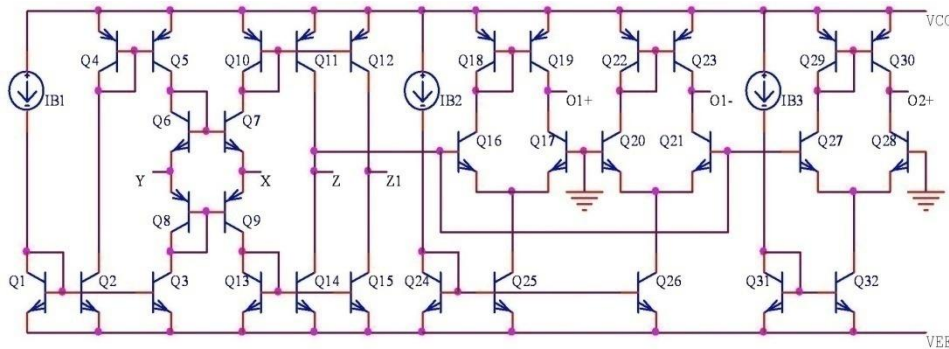 VCC
Q4 Q5 Q10 Q11 Q12 Q18 Q19 Q22 Q23 Q29 Q30
IB1 IB2 O1+ O1- IB3 O2+
Q6 Q7 Q16 Q17 Q20 Q21 Q27 Q28
Y X Z Z1
Q8 Q9
Q1 Q2 Q3 Q13 Q14 Q15 Q24 Q25 Q26 Q31 Q32
VEE